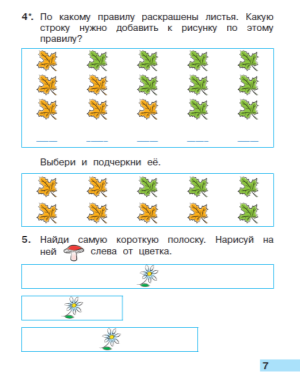 4*. По какому правилу раскрашены листья. Какую
строку нужно добавить к рисунку по этому
правилу?
Выбери и подчеркни её.
5. Найди самую короткую полоску. Нарисуй на
ней слева от цветка.
7